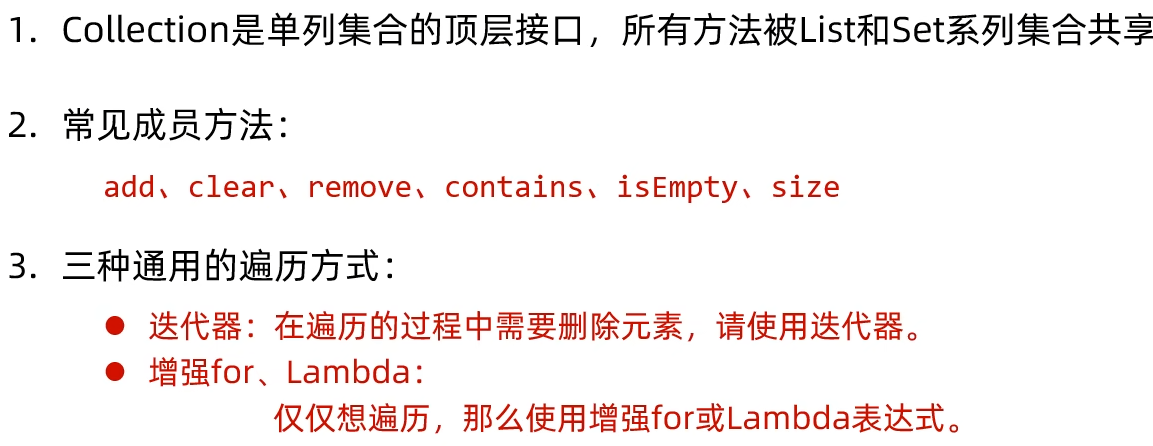 1. Collection是单列集合的顶层接口，所有方法被List和Set系列集合共享
2. 常见成员方法：
add、clear、remove、contains、isEmpty、size
3. 三种通用的遍历方式：
● 迭代器：在遍历的过程中需要删除元素，请使用迭代器。
● 增强for、Lambda：
仅仅想遍历，那么使用增强for或Lambda表达式。